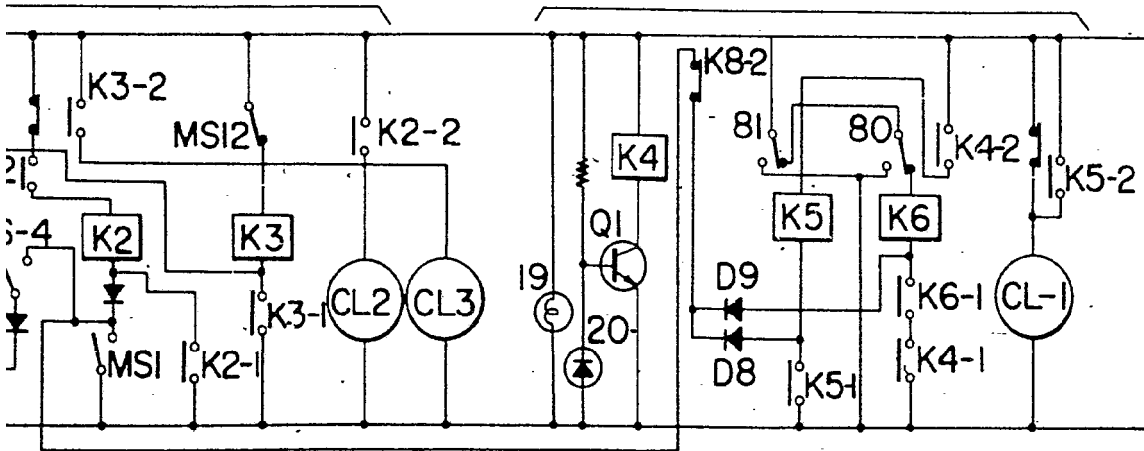 K3-2
MS12
K2-2
K4
K8-2
81
80
K4-2
K5-2
K2
K3
K5
K6
Q1
CL2
CL3
K3-1
19
20
D9
D8
K6-1
CL-1
MS1
K2-1
K5-1
K4-1